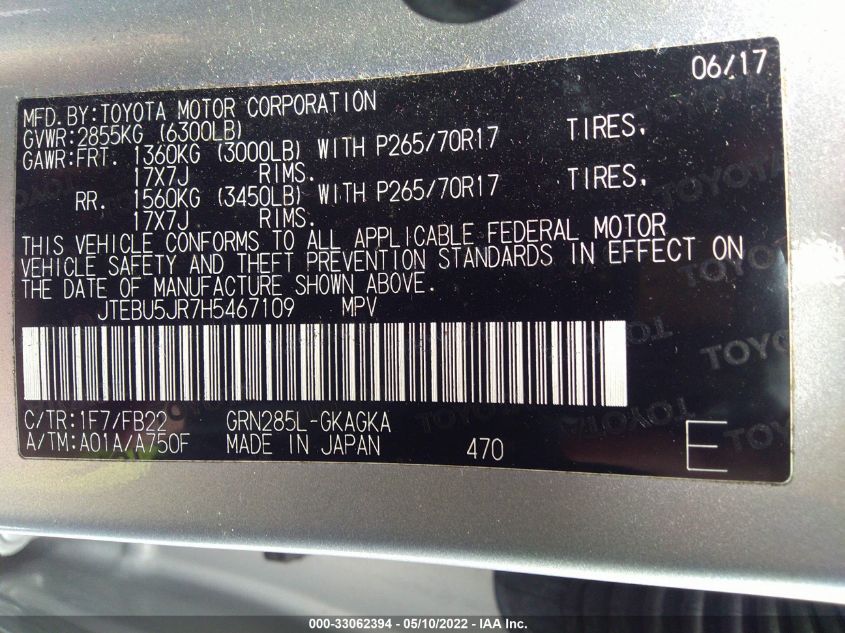 06/17
MFD. BY: TOYOTA MOTOR CORPORATION
GVWR: 2855KG (6300LB)
GAWR: FRT. 1360KG (3000LB) WITH P265/70R17 TIRES.
17X7J RIMS.
RR. 1560KG (3450LB) WITH P265/70R17 TIRES.
17X7J RIMS.
THIS VEHICLE CONFORMS TO ALL APPLICABLE FEDERAL MOTOR
VEHICLE SAFETY AND THEFT PREVENTION STANDARDS IN EFFECT ON
THE DATE OF MANUFACTURE SHOWN ABOVE.
JTEBU5JR7H5467109 MPV
C/TR: 1F7/FB22 GRN285L-GKAGKA
A/TM: A01A/A750F MADE IN JAPAN 470 E
000-33062394 — 05/10/2022 — IAA Inc.